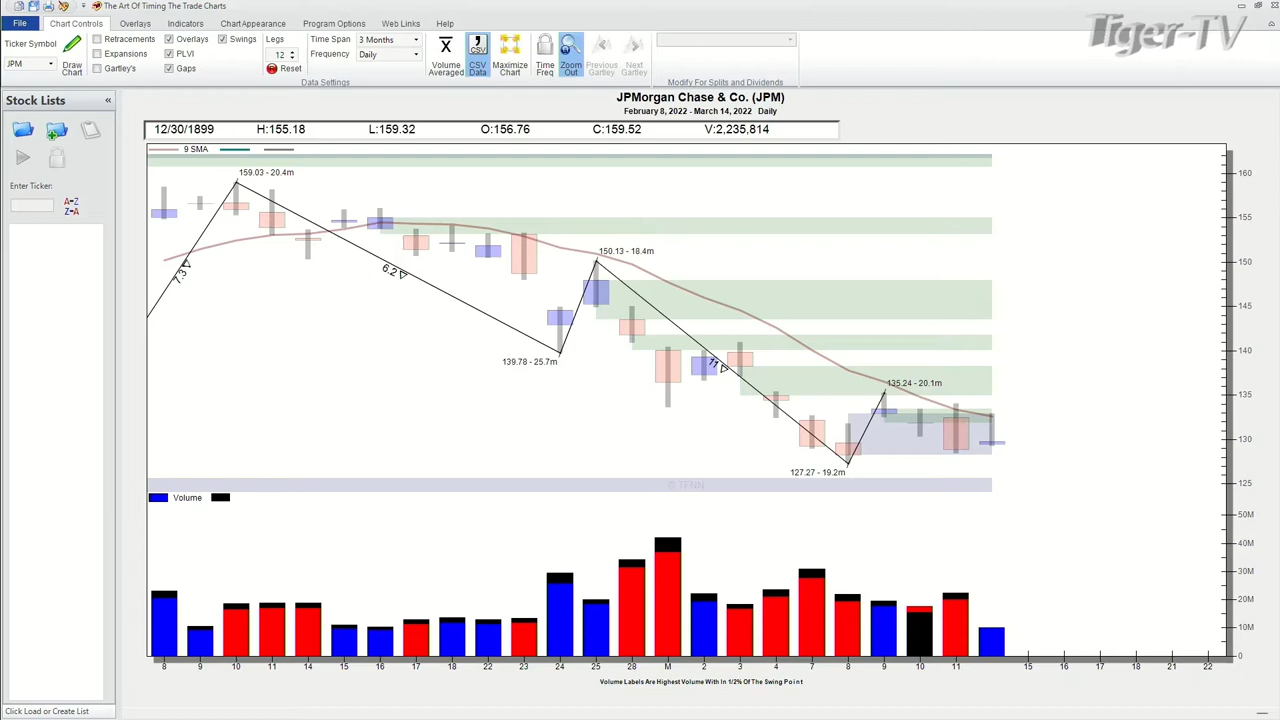 The Art Of Timing The Trade Charts
File Chart Controls Overlays Indicators Chart Appearance Program Options Web Links Help
Tiger-TV
Ticker Symbol
JPM
Draw
Chart
Retracements
Expansions
Gartley's
Overlays
PLVI
Gaps
Swings
Legs
12
Reset
Time Span 3 Months
Frequency Daily
Data Settings
Volume
Averaged
CSV
CSV
Data
Maximize
Chart
Time
Freq
Zoom
Out
Previous
Gartley
Next
Gartley
Modify For Splits and Dividends
Stock Lists «
Enter Ticker:
A-Z
Z-A
Click Load or Create List
JPMorgan Chase & Co. (JPM)
February 8, 2022 - March 14, 2022 Daily
12/30/1899 H:155.18 L:159.32 O:156.76 C:159.52 V:2,235,814
9 SMA
159.03 - 20.4m
7.3
6.2
150.13 - 18.4m
139.78 - 25.7m
11
135.24 - 20.1m
127.27 - 19.2m
© TFNN
160
155
150
145
140
135
130
125
Volume
50M
40M
30M
20M
10M
0
8 9 10 11 14 15 16 17 18 22 23 24 25 28 M 2 3 4 7 8 9 10 11 15 16 17 18 21 22
Volume Labels Are Highest Volume With In 1/2% Of The Swing Point